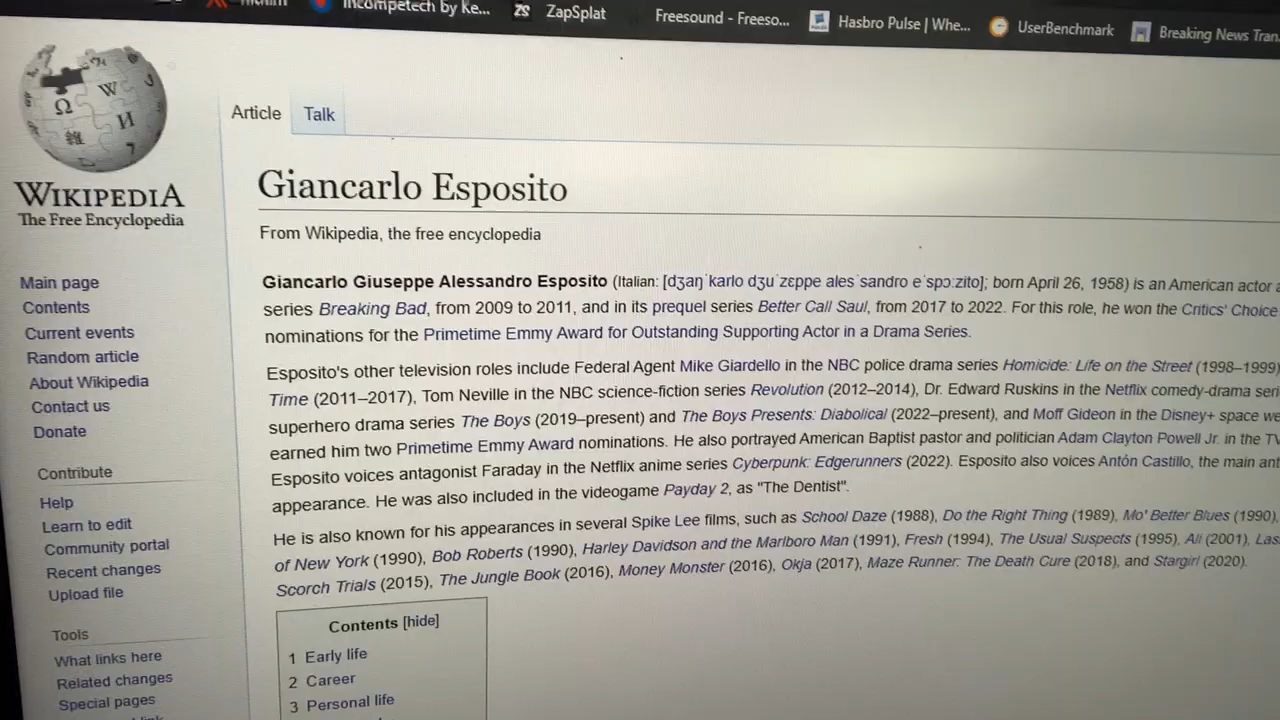 Incompetech by Ke...
ZS ZapSplat
Freesound - Freeso...
Hasbro Pulse | Whe...
UserBenchmark
Breaking News Tran
WIKIPEDIA
The Free Encyclopedia
Main page
Contents
Current events
Random article
About Wikipedia
Contact us
Donate
Contribute
Help
Learn to edit
Community portal
Recent changes
Upload file
Tools
What links here
Related changes
Special pages
Article Talk
Giancarlo Esposito
From Wikipedia, the free encyclopedia
Giancarlo Giuseppe Alessandro Esposito (Italian: [dʒaŋˈkarlo dʒuˈzɛppe alesˈsandro eˈspɔːzito]; born April 26, 1958) is an American actor a
series Breaking Bad, from 2009 to 2011, and in its prequel series Better Call Saul, from 2017 to 2022. For this role, he won the Critics' Choice
nominations for the Primetime Emmy Award for Outstanding Supporting Actor in a Drama Series.
Esposito's other television roles include Federal Agent Mike Giardello in the NBC police drama series Homicide: Life on the Street (1998–1999)
Time (2011–2017), Tom Neville in the NBC science-fiction series Revolution (2012–2014), Dr. Edward Ruskins in the Netflix comedy-drama seri
superhero drama series The Boys (2019–present) and The Boys Presents: Diabolical (2022–present), and Moff Gideon in the Disney+ space we
earned him two Primetime Emmy Award nominations. He also portrayed American Baptist pastor and politician Adam Clayton Powell Jr. in the TV
Esposito voices antagonist Faraday in the Netflix anime series Cyberpunk: Edgerunners (2022). Esposito also voices Antón Castillo, the main ant
appearance. He was also included in the videogame Payday 2, as "The Dentist".
He is also known for his appearances in several Spike Lee films, such as School Daze (1988), Do the Right Thing (1989), Mo' Better Blues (1990),
of New York (1990), Bob Roberts (1990), Harley Davidson and the Marlboro Man (1991), Fresh (1994), The Usual Suspects (1995), Ali (2001), Las
Scorch Trials (2015), The Jungle Book (2016), Money Monster (2016), Okja (2017), Maze Runner: The Death Cure (2018), and Stargirl (2020).
Contents [hide]
1 Early life
2 Career
3 Personal life